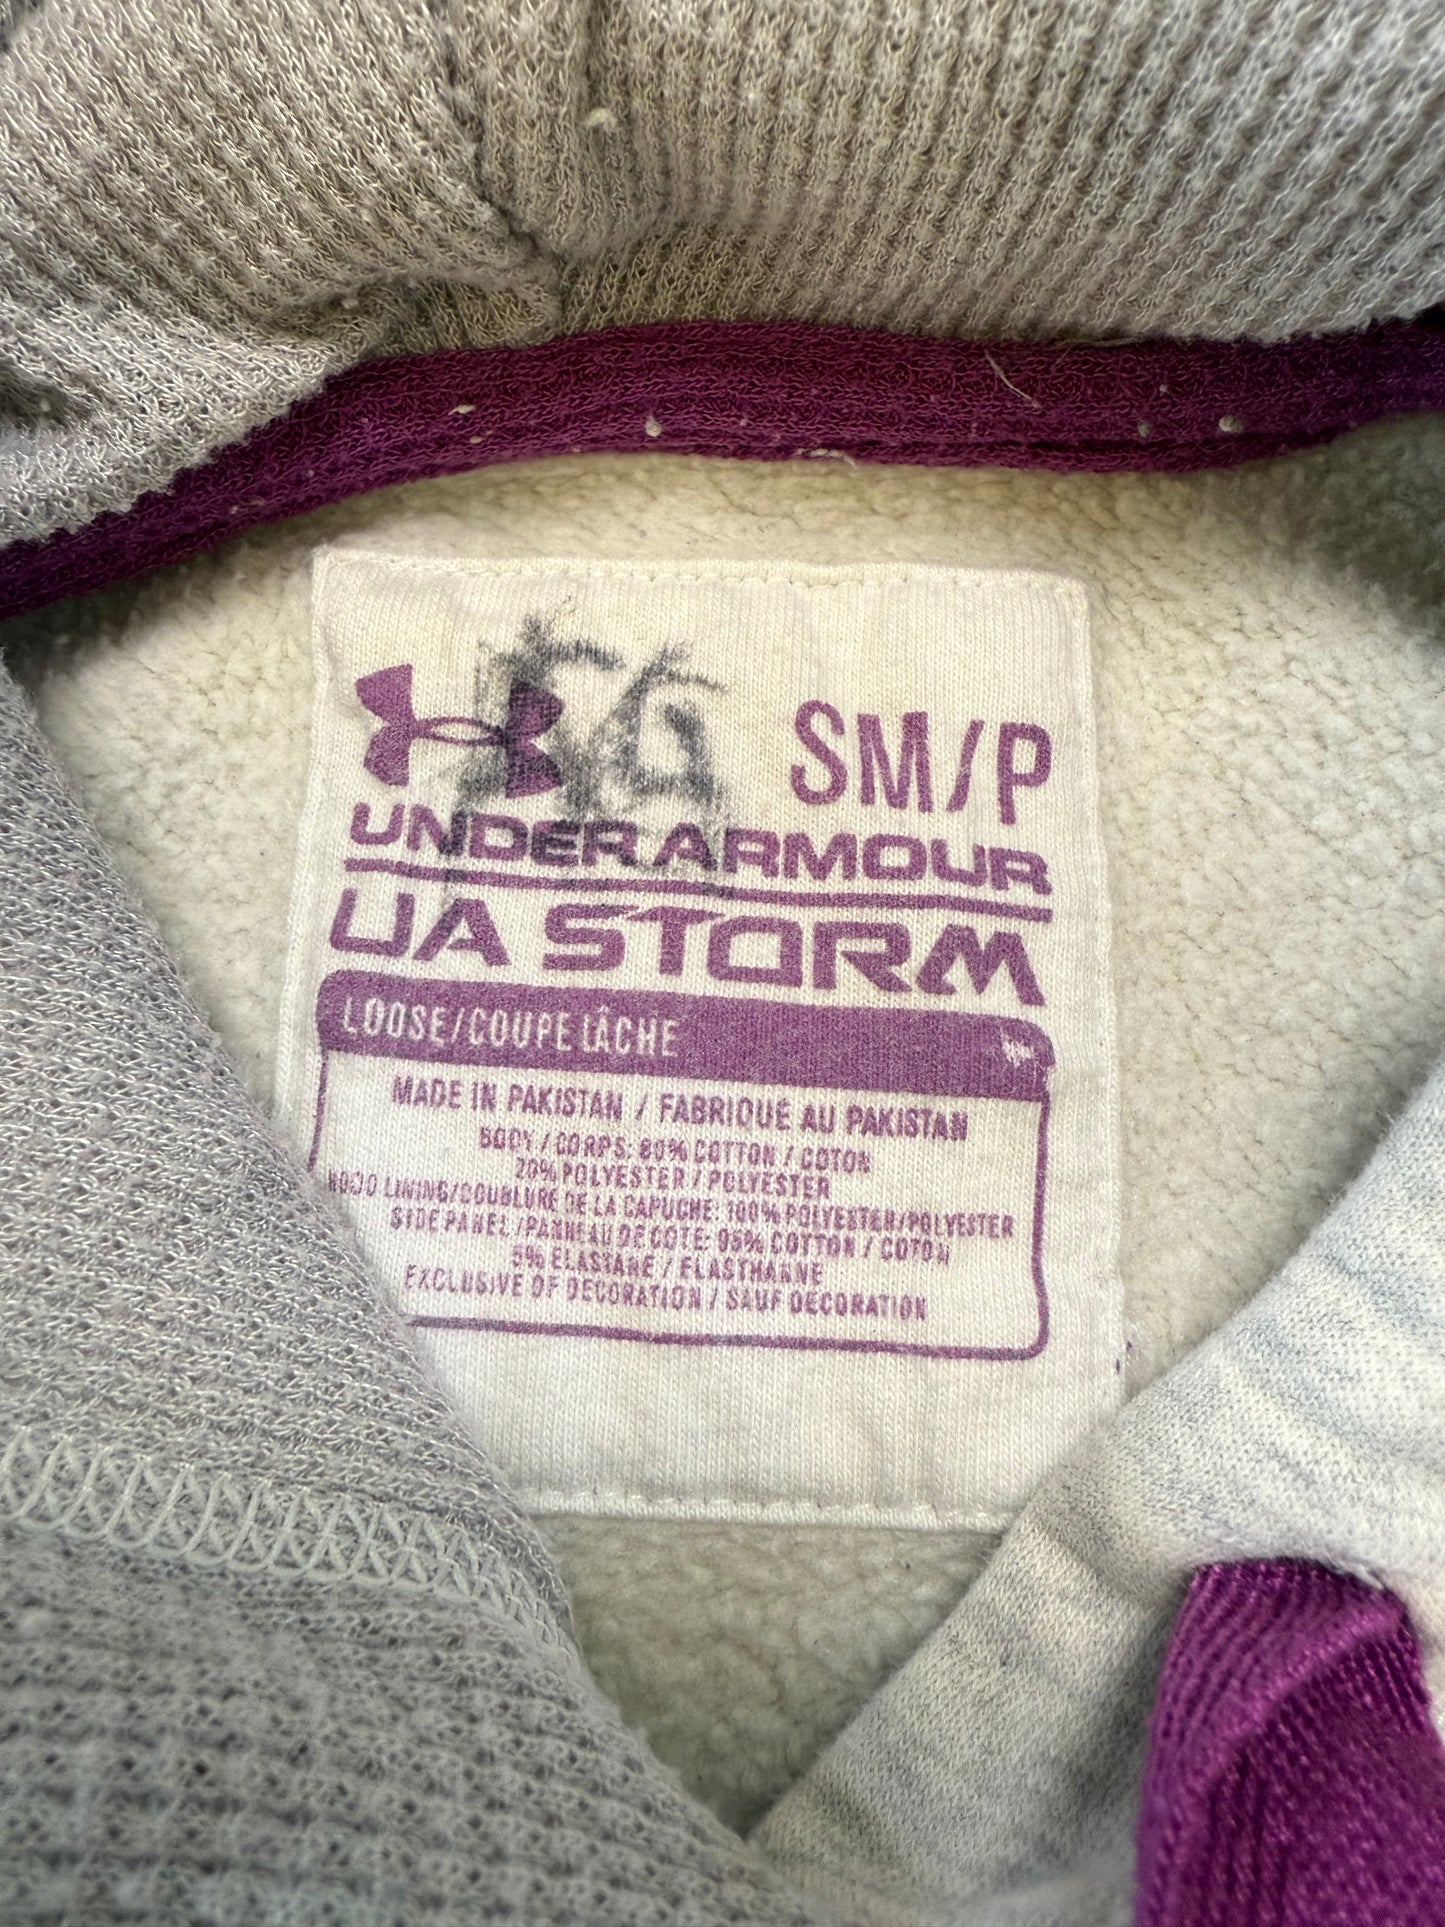 SM/P
UNDER ARMOUR
UA STORM
LOOSE/COUPE LÂCHE
MADE IN PAKISTAN / FABRIQUÉ AU PAKISTAN
BODY / CORPS: 80% COTTON / COTON
20% POLYESTER / POLYESTER
HOOD LINING/DOUBLURE DE LA CAPUCHE: 100% POLYESTER/POLYESTER
SIDE PANEL / PANNEAU DE COTE: 95% COTTON / COTON
5% ELASTANE / ELASTHANNE
EXCLUSIVE OF DECORATION / SAUF DECORATION